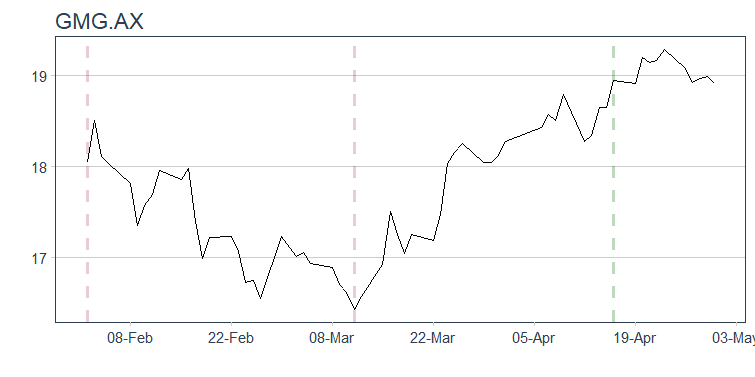 GMG.AX
19
18
17
08-Feb
22-Feb
08-Mar
22-Mar
05-Apr
19-Apr
03-May